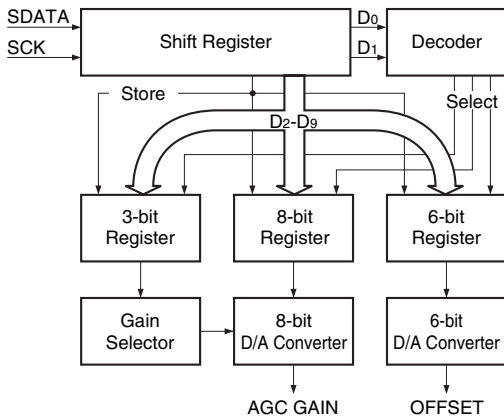 SDATA
SCK
Shift Register
D0
D1
Decoder
Store
Select
D2-D9
3-bit
Register
8-bit
Register
6-bit
Register
Gain
Selector
8-bit
D/A Converter
6-bit
D/A Converter
AGC GAIN
OFFSET